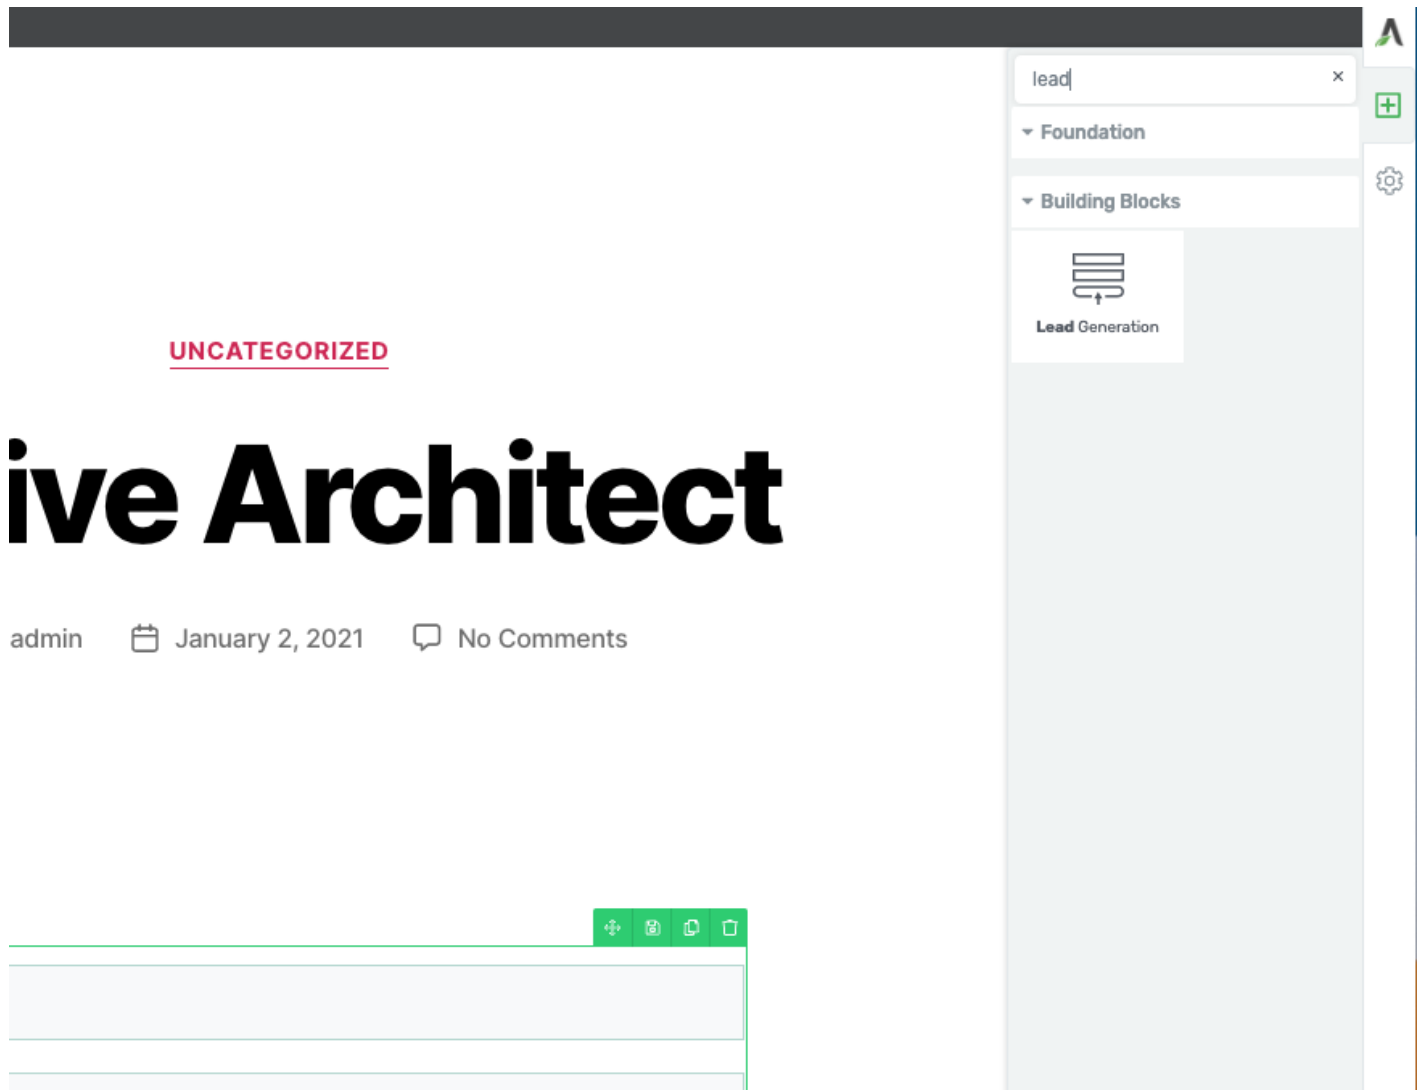 lead
Foundation
Building Blocks
Lead Generation
UNCATEGORIZED
ive Architect
admin January 2, 2021 No Comments